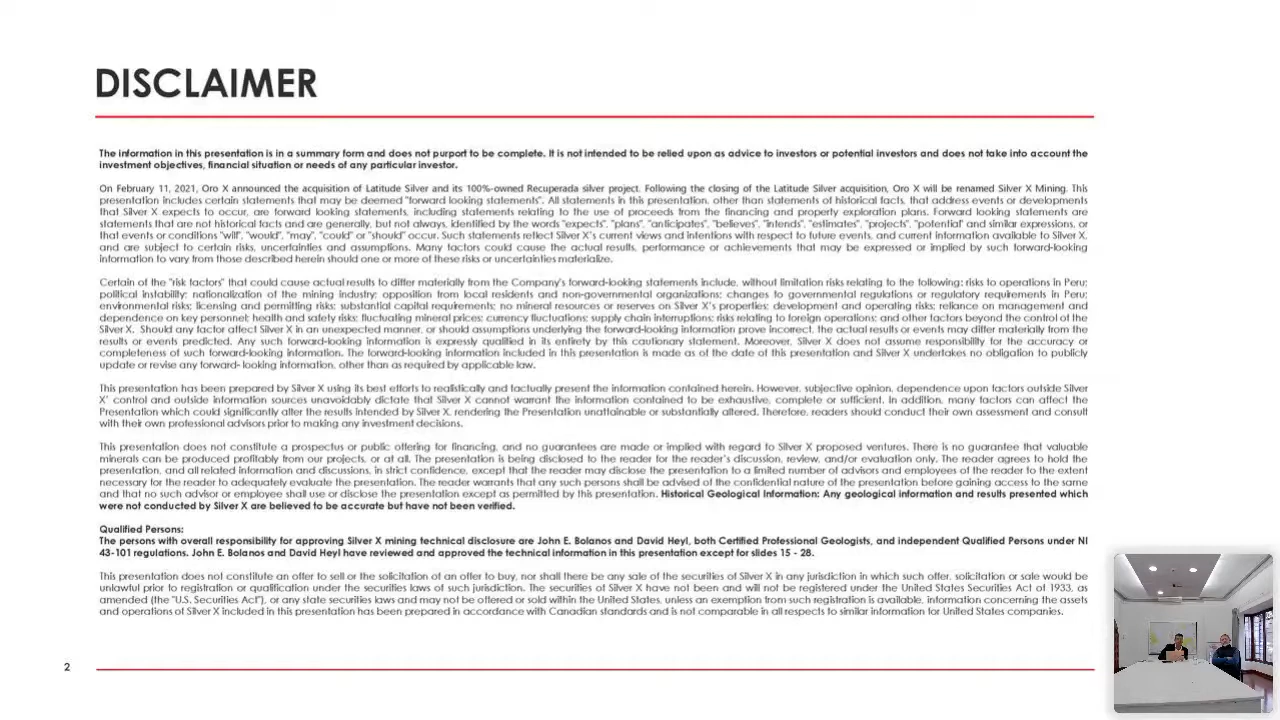 DISCLAIMER
The information in this presentation is in a summary form and does not purport to be complete. It is not intended to be relied upon as advice to investors or potential investors and does not take into account the
investment objectives, financial situation or needs of any particular investor.
On February 11, 2021, Oro X announced the acquisition of Latitude Silver and its 100%-owned Recuperada silver project. Following the closing of the Latitude Silver acquisition, Oro X will be renamed Silver X Mining. This
presentation includes certain statements that may be deemed "forward looking statements". All statements in this presentation, other than statements of historical facts, that address events or developments
that Silver X expects to occur, are forward looking statements, including statements relating to the use of proceeds from the financing and property exploration plans. Forward looking statements are
statements that are not historical facts and are generally, but not always, identified by the words "expects", "plans", "anticipates", "believes", "intends", "estimates", "projects", "potential" and similar expressions, or
that events or conditions "will", "would", "may", "could" or "should" occur. Such statements reflect Silver X's current views and intentions with respect to future events, and current information available to Silver X,
and are subject to certain risks, uncertainties and assumptions. Many factors could cause the actual results, performance or achievements that may be expressed or implied by such forward-looking
information to vary from those described herein should one or more of these risks or uncertainties materialize.
Certain of the "risk factors" that could cause actual results to differ materially from the Company's forward-looking statements include, without limitation risks relating to the following: risks to operations in Peru;
political instability; nationalization of the mining industry; opposition from local residents and non-governmental organizations; changes to governmental regulations or regulatory requirements in Peru;
environmental risks; licensing and permitting risks; substantial capital requirements; no mineral resources or reserves on Silver X's properties; development and operating risks; reliance on management and
dependence on key personnel; health and safety risks; fluctuating mineral prices; currency fluctuations; supply chain interruptions; risks relating to foreign operations; and other factors beyond the control of the
Silver X. Should any factor affect Silver X in an unexpected manner, or should assumptions underlying the forward-looking information prove incorrect, the actual results or events may differ materially from the
results or events predicted. Any such forward-looking information is expressly qualified in its entirety by this cautionary statement. Moreover, Silver X does not assume responsibility for the accuracy or
completeness of such forward-looking information. The forward-looking information included in this presentation is made as of the date of this presentation and Silver X undertakes no obligation to publicly
update or revise any forward- looking information, other than as required by applicable law.
This presentation has been prepared by Silver X using its best efforts to realistically and factually present the information contained herein. However, subjective opinion, dependence upon factors outside Silver
X' control and outside information sources unavoidably dictate that Silver X cannot warrant the information contained to be exhaustive, complete or sufficient. In addition, many factors can affect the
Presentation which could significantly alter the results intended by Silver X, rendering the Presentation unattainable or substantially altered. Therefore, readers should conduct their own assessment and consult
with their own professional advisors prior to making any investment decisions.
This presentation does not constitute a prospectus or public offering for financing, and no guarantees are made or implied with regard to Silver X proposed ventures. There is no guarantee that valuable
minerals can be produced profitably from our projects, or at all. The presentation is being disclosed to the reader for the reader's discussion, review, and/or evaluation only. The reader agrees to hold the
presentation, and all related information and discussions, in strict confidence, except that the reader may disclose the presentation to a limited number of advisors and employees of the reader to the extent
necessary for the reader to adequately evaluate the presentation. The reader warrants that any such persons shall be advised of the confidential nature of the presentation before gaining access to the same
and that no such advisor or employee shall use or disclose the presentation except as permitted by this presentation. Historical Geological Information: Any geological information and results presented which
were not conducted by Silver X are believed to be accurate but have not been verified.
Qualified Persons:
The persons with overall responsibility for approving Silver X mining technical disclosure are John E. Bolanos and David Heyl, both Certified Professional Geologists, and independent Qualified Persons under NI
43-101 regulations. John E. Bolanos and David Heyl have reviewed and approved the technical information in this presentation except for slides 15 - 28.
This presentation does not constitute an offer to sell or the solicitation of an offer to buy, nor shall there be any sale of the securities of Silver X in any jurisdiction in which such offer, solicitation or sale would be
unlawful prior to registration or qualification under the securities laws of such jurisdiction. The securities of Silver X have not been and will not be registered under the United States Securities Act of 1933, as
amended (the "U.S. Securities Act"), or any state securities laws and may not be offered or sold within the United States, unless an exemption from such registration is available. information concerning the assets
and operations of Silver X included in this presentation has been prepared in accordance with Canadian standards and is not comparable in all respects to similar information for United States companies.
2